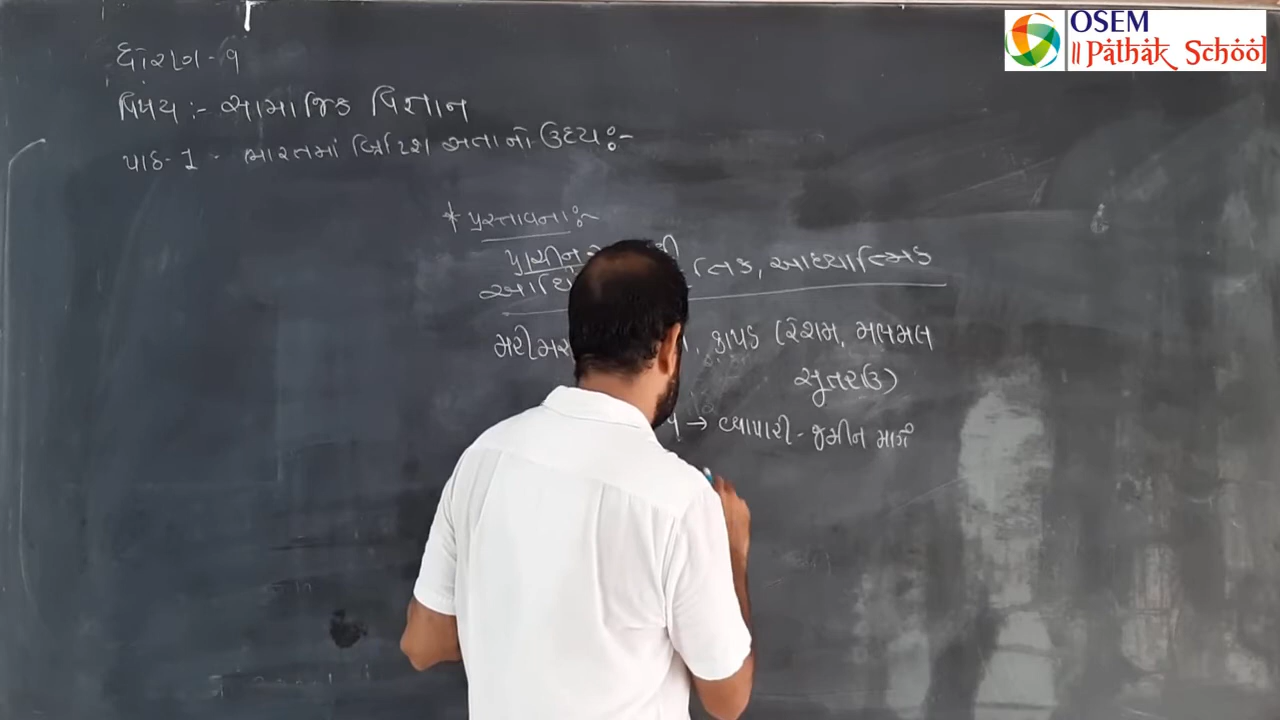 OSEM
॥ Pathak School
ધોરણ - ૧
વિષય :- સામાજિક વિજ્ઞાન
પાઠ- 1 - ભારતમાં બ્રિટિશ સતાનો ઉદય :-
* પ્રસ્તાવના :-
પ્રાચીન તિક, આધ્યાત્મિક
આર્થિ
મરીમસ , કાપડ (રેશમ, મલમલ
સૂતરાઉ)
→ વ્યાપારી - જમીન માર્ગ